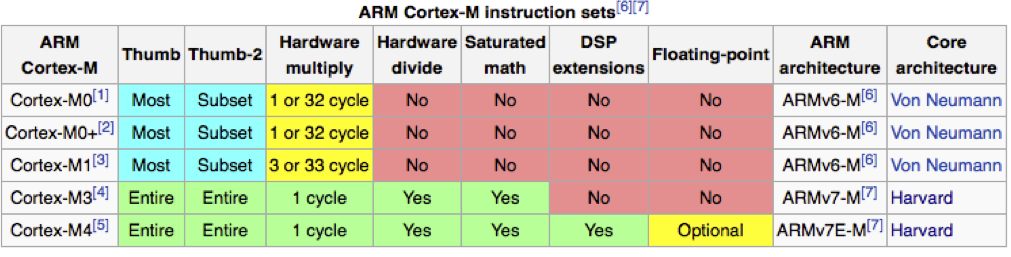 ARM Cortex-M instruction sets[6][7]
ARM Cortex-M Thumb Thumb-2 Hardware multiply Hardware divide Saturated math DSP extensions Floating-point ARM architecture Core architecture
Cortex-M0[1] Most Subset 1 or 32 cycle No No No No ARMv6-M[6] Von Neumann
Cortex-M0+[2] Most Subset 1 or 32 cycle No No No No ARMv6-M[6] Von Neumann
Cortex-M1[3] Most Subset 3 or 33 cycle No No No No ARMv6-M[6] Von Neumann
Cortex-M3[4] Entire Entire 1 cycle Yes Yes No No ARMv7-M[7] Harvard
Cortex-M4[5] Entire Entire 1 cycle Yes Yes Yes Optional ARMv7E-M[7] Harvard